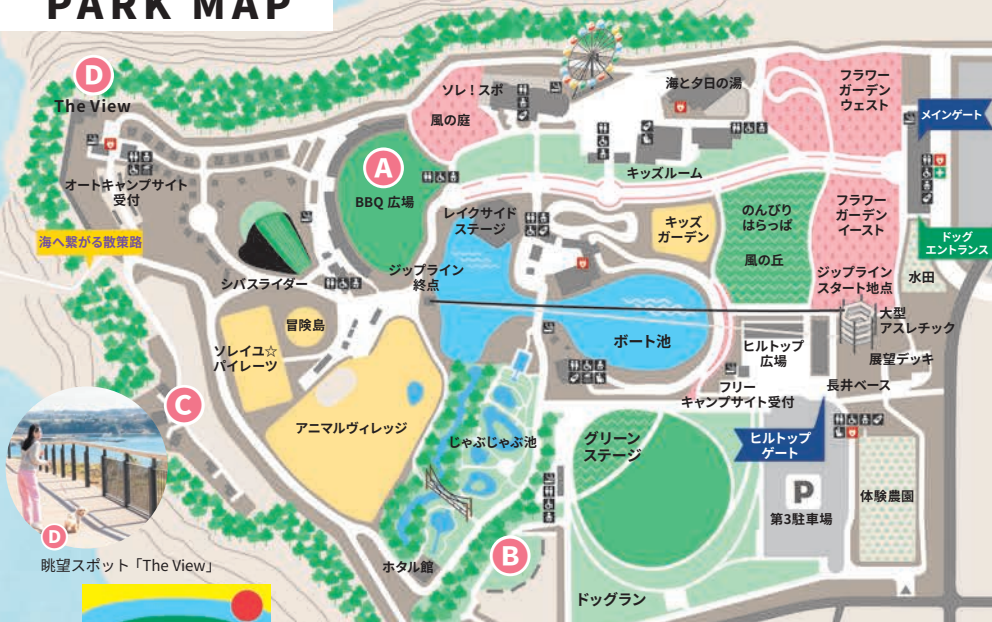 PARK MAP
D
The View
オートキャンプサイト
受付
海へ繋がる散策路
シバスライダー
ソレ！スポ
風の庭
A
BBQ 広場
海と夕日の湯
フラワー
ガーデン
ウェスト
メインゲート
キッズルーム
レイクサイド
ステージ
キッズ
ガーデン
のんびり
はらっぱ
風の丘
フラワー
ガーデン
イースト
ドッグ
エントランス
水田
ジップライン
終点
ジップライン
スタート地点
大型
アスレチック
展望デッキ
冒険島
ソレイユ☆
パイレーツ
ボート池
ヒルトップ
広場
フリー
キャンプサイト受付
長井ベース
C
アニマルヴィレッジ
じゃぶじゃぶ池
グリーン
ステージ
ヒルトップ
ゲート
P
第3駐車場
体験農園
D
眺望スポット「The View」
ホタル館
B
ドッグラン